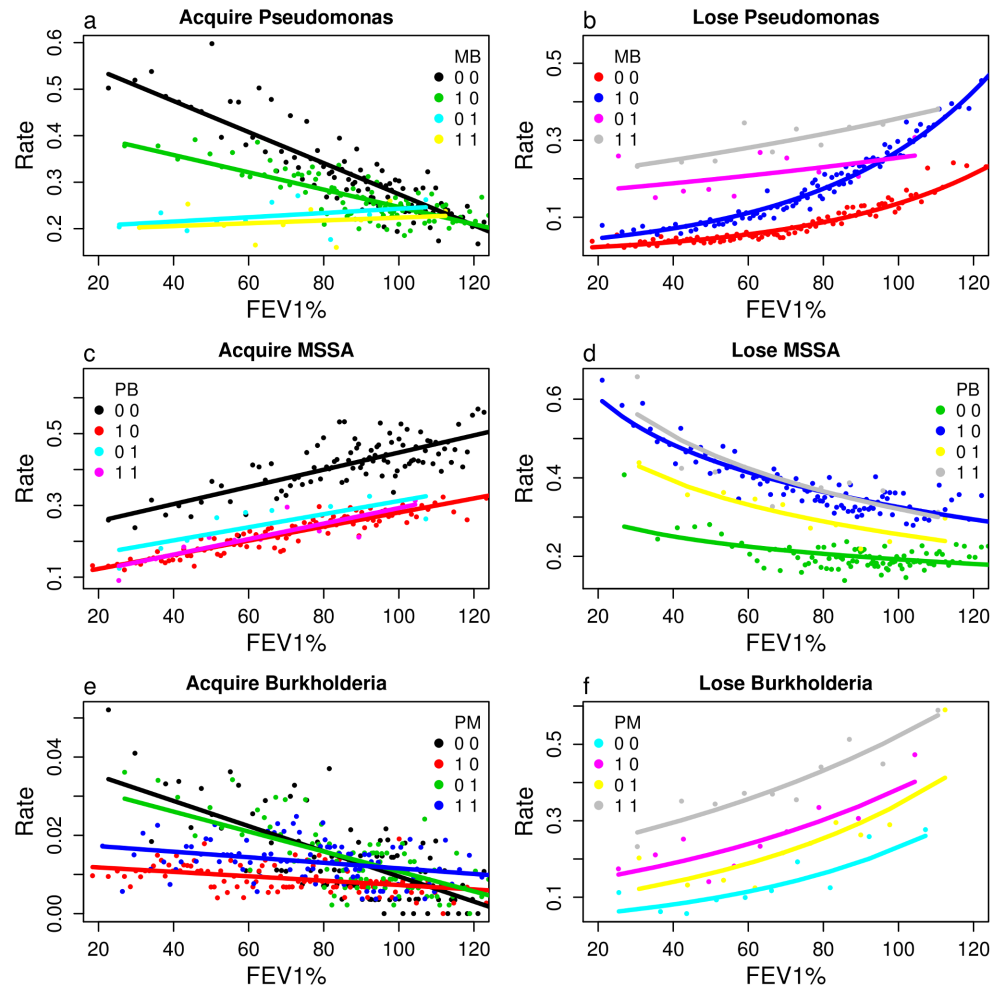 a Acquire Pseudomonas
Rate
0.6
0.5
0.4
0.3
0.2
MB
0 0
1 0
0 1
1 1
20 40 60 80 100 120
FEV1%
b Lose Pseudomonas
Rate
0.5
0.3
0.1
MB
0 0
1 0
0 1
1 1
20 40 60 80 100 120
FEV1%
c Acquire MSSA
Rate
0.5
0.3
0.1
PB
0 0
1 0
0 1
1 1
20 40 60 80 100 120
FEV1%
d Lose MSSA
Rate
0.6
0.4
0.2
PB
0 0
1 0
0 1
1 1
20 40 60 80 100 120
FEV1%
e Acquire Burkholderia
Rate
0.04
0.02
0.00
PM
0 0
1 0
0 1
1 1
20 40 60 80 100 120
FEV1%
f Lose Burkholderia
Rate
0.5
0.3
0.1
PM
0 0
1 0
0 1
1 1
20 40 60 80 100 120
FEV1%